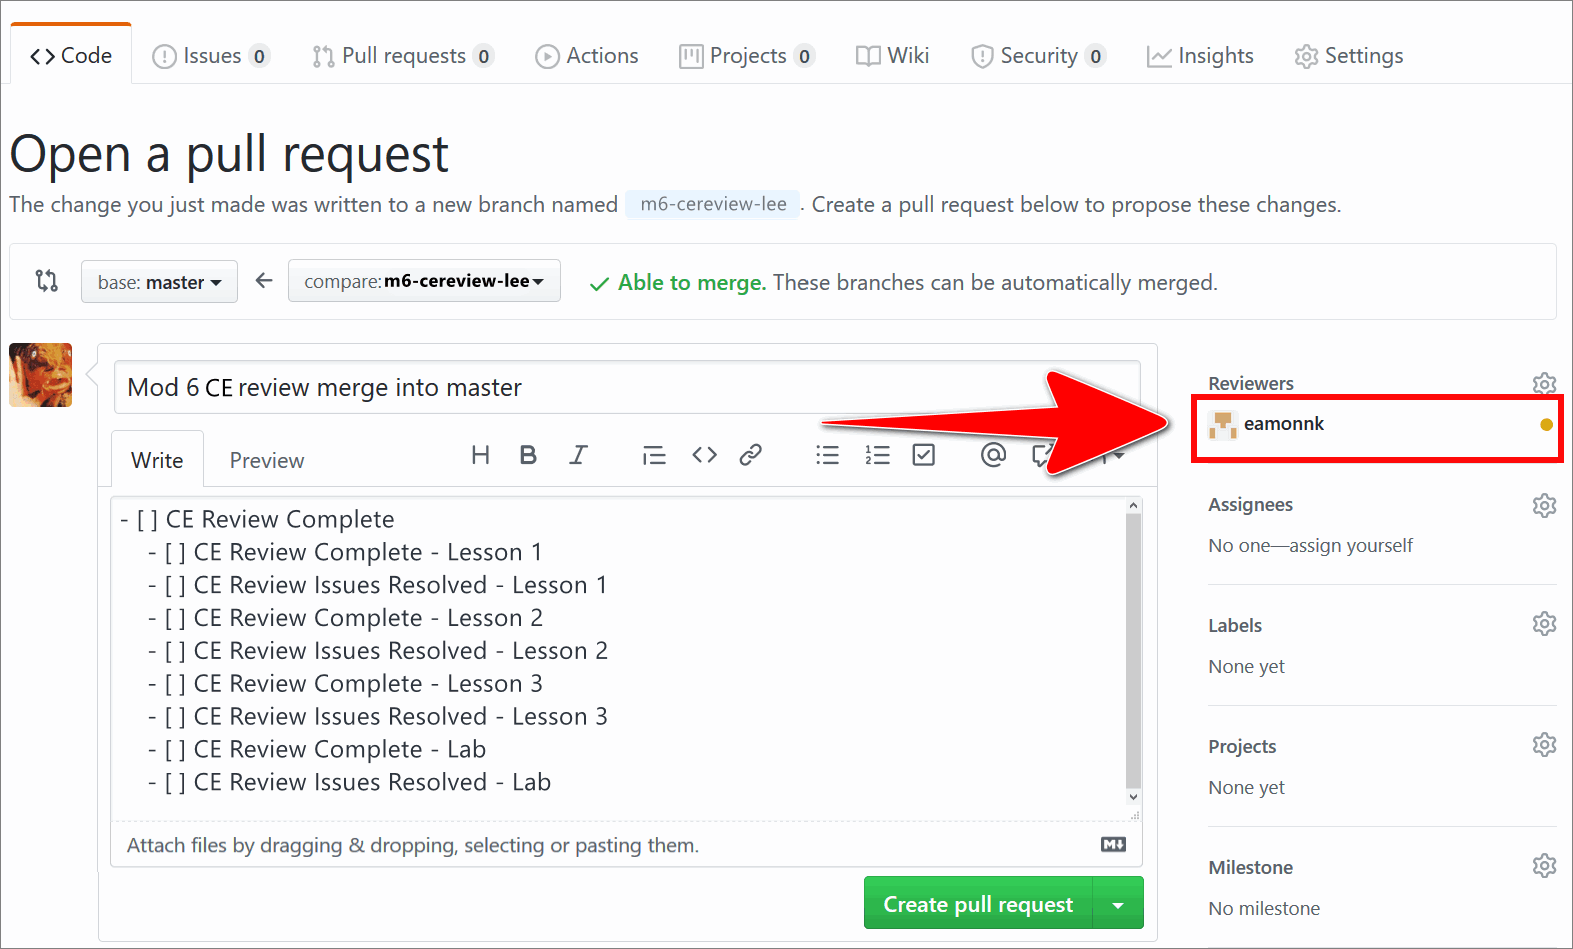 Code Issues 0 Pull requests 0 Actions Projects 0 Wiki Security 0 Insights Settings
Open a pull request
The change you just made was written to a new branch named m6-cereview-lee . Create a pull request below to propose these changes.
base: master compare: m6-cereview-lee Able to merge. These branches can be automatically merged.
Mod 6 CE review merge into master
Write Preview
- [ ] CE Review Complete
- [ ] CE Review Complete - Lesson 1
- [ ] CE Review Issues Resolved - Lesson 1
- [ ] CE Review Complete - Lesson 2
- [ ] CE Review Issues Resolved - Lesson 2
- [ ] CE Review Complete - Lesson 3
- [ ] CE Review Issues Resolved - Lesson 3
- [ ] CE Review Complete - Lab
- [ ] CE Review Issues Resolved - Lab
Attach files by dragging & dropping, selecting or pasting them.
Create pull request
Reviewers
eamonnk
Assignees
No one—assign yourself
Labels
None yet
Projects
None yet
Milestone
No milestone